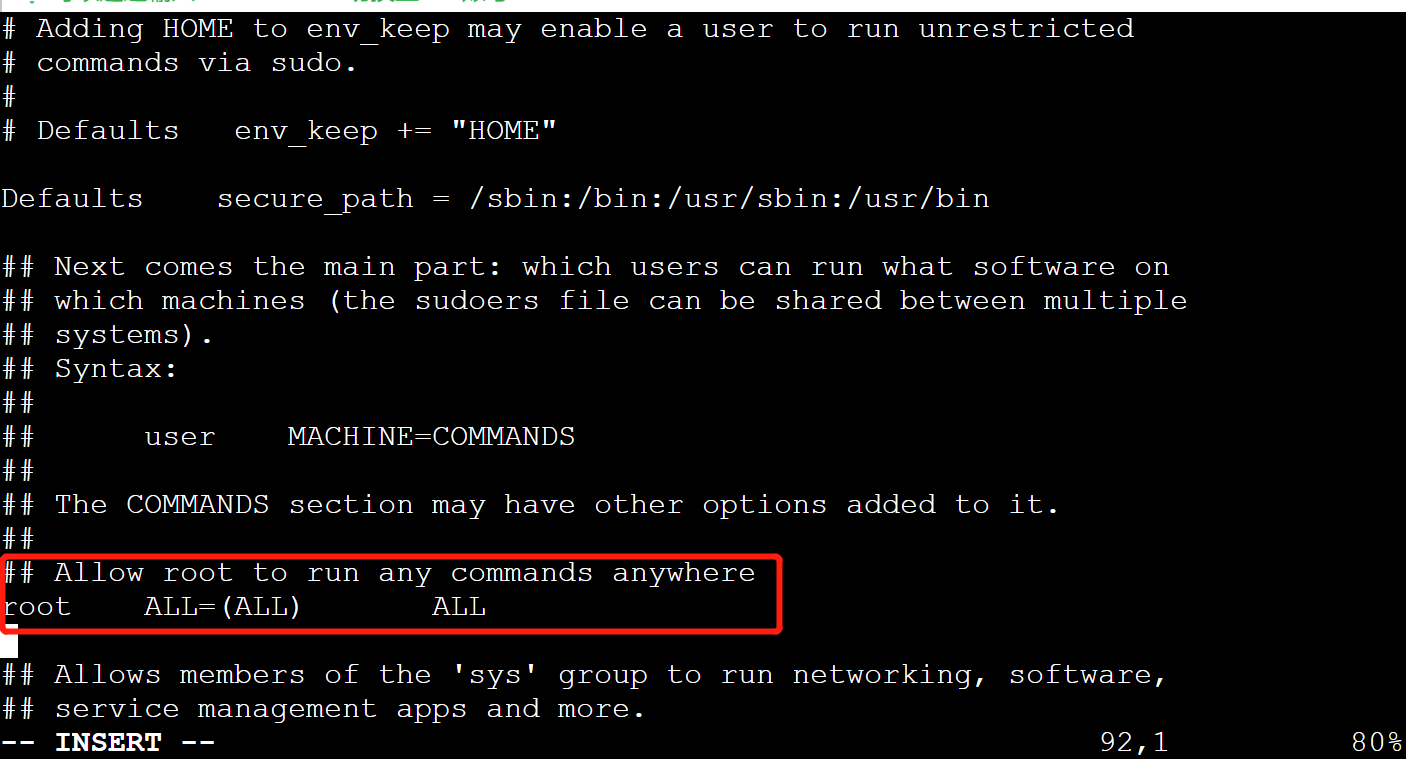 # Adding HOME to env_keep may enable a user to run unrestricted
# commands via sudo.
#
# Defaults   env_keep += "HOME"
Defaults    secure_path = /sbin:/bin:/usr/sbin:/usr/bin
## Next comes the main part: which users can run what software on
## which machines (the sudoers file can be shared between multiple
## systems).
## Syntax:
##
##      user    MACHINE=COMMANDS
##
## The COMMANDS section may have other options added to it.
##
## Allow root to run any commands anywhere
root    ALL=(ALL)       ALL
## Allows members of the 'sys' group to run networking, software,
## service management apps and more.
-- INSERT --                                                 92,1          80%